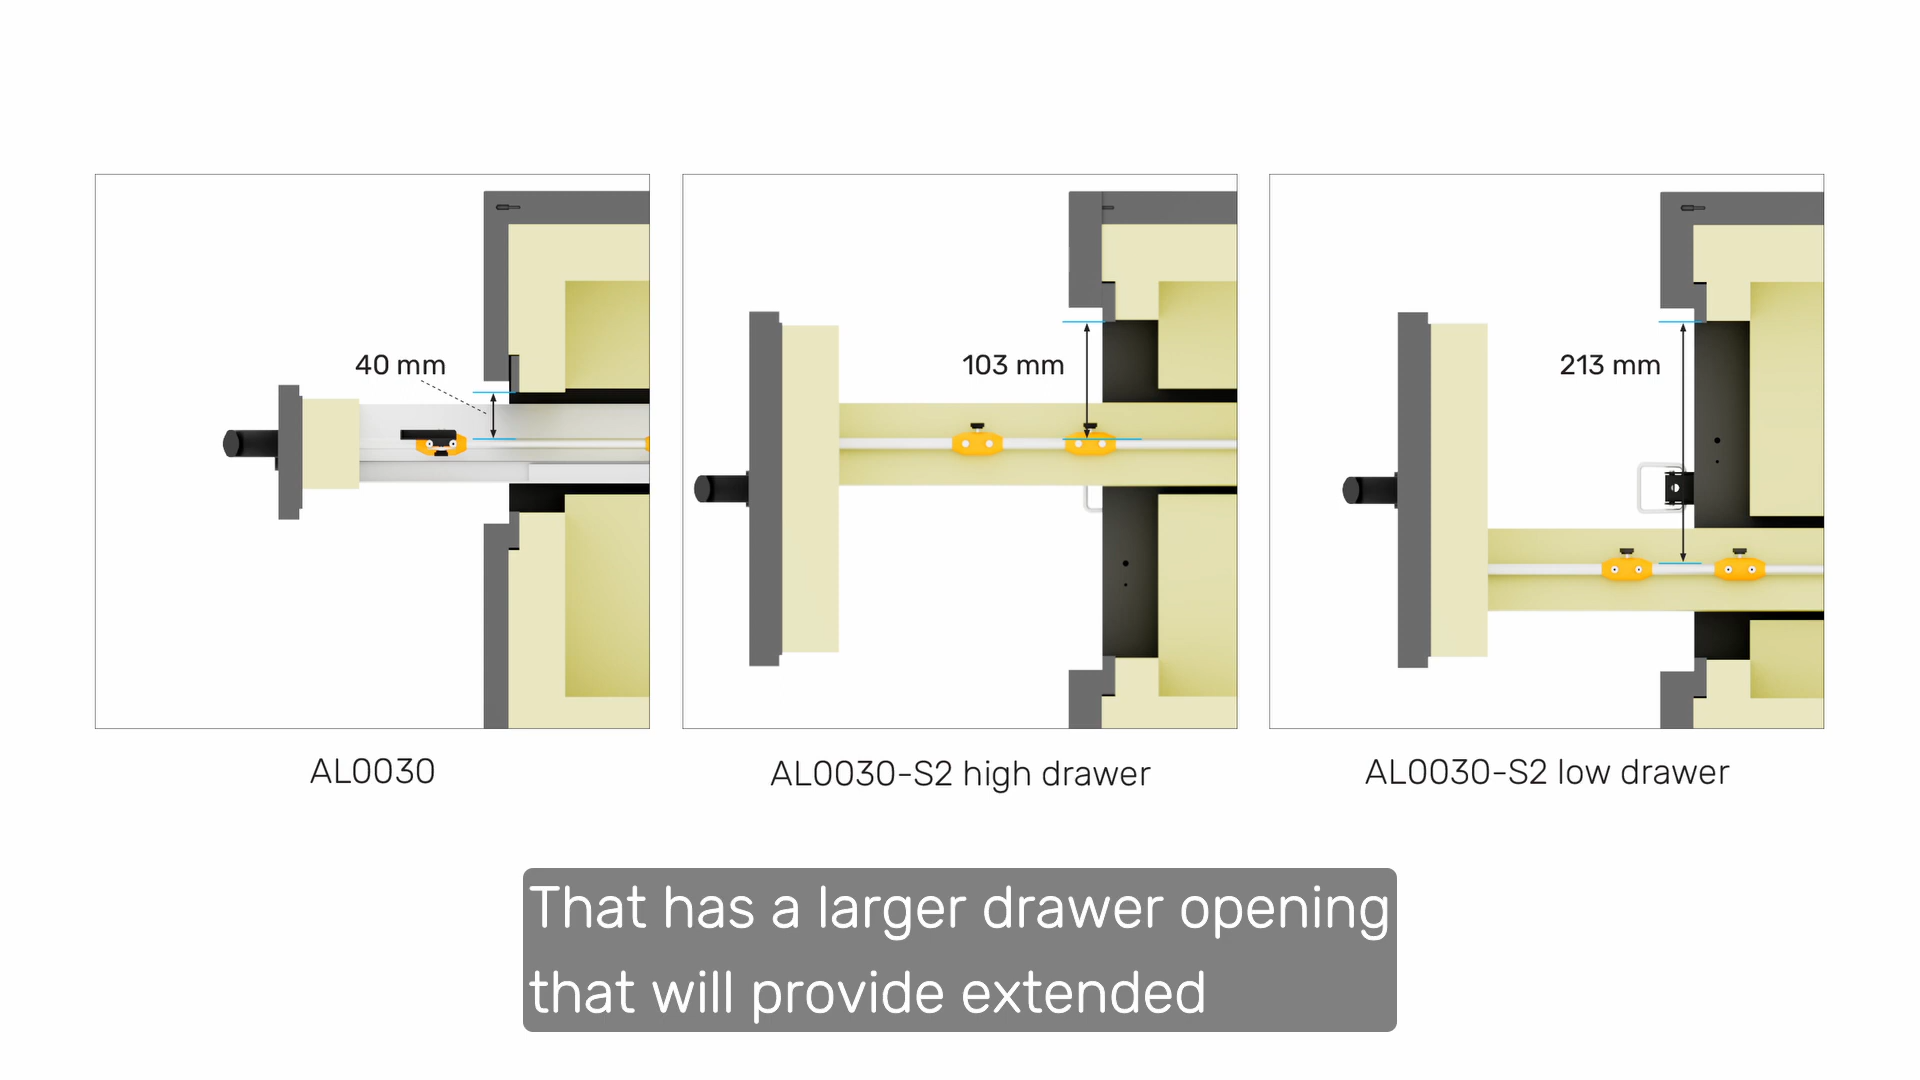 40 mm
103 mm
213 mm
AL0030
AL0030-S2 high drawer
AL0030-S2 low drawer
That has a larger drawer opening
that will provide extended